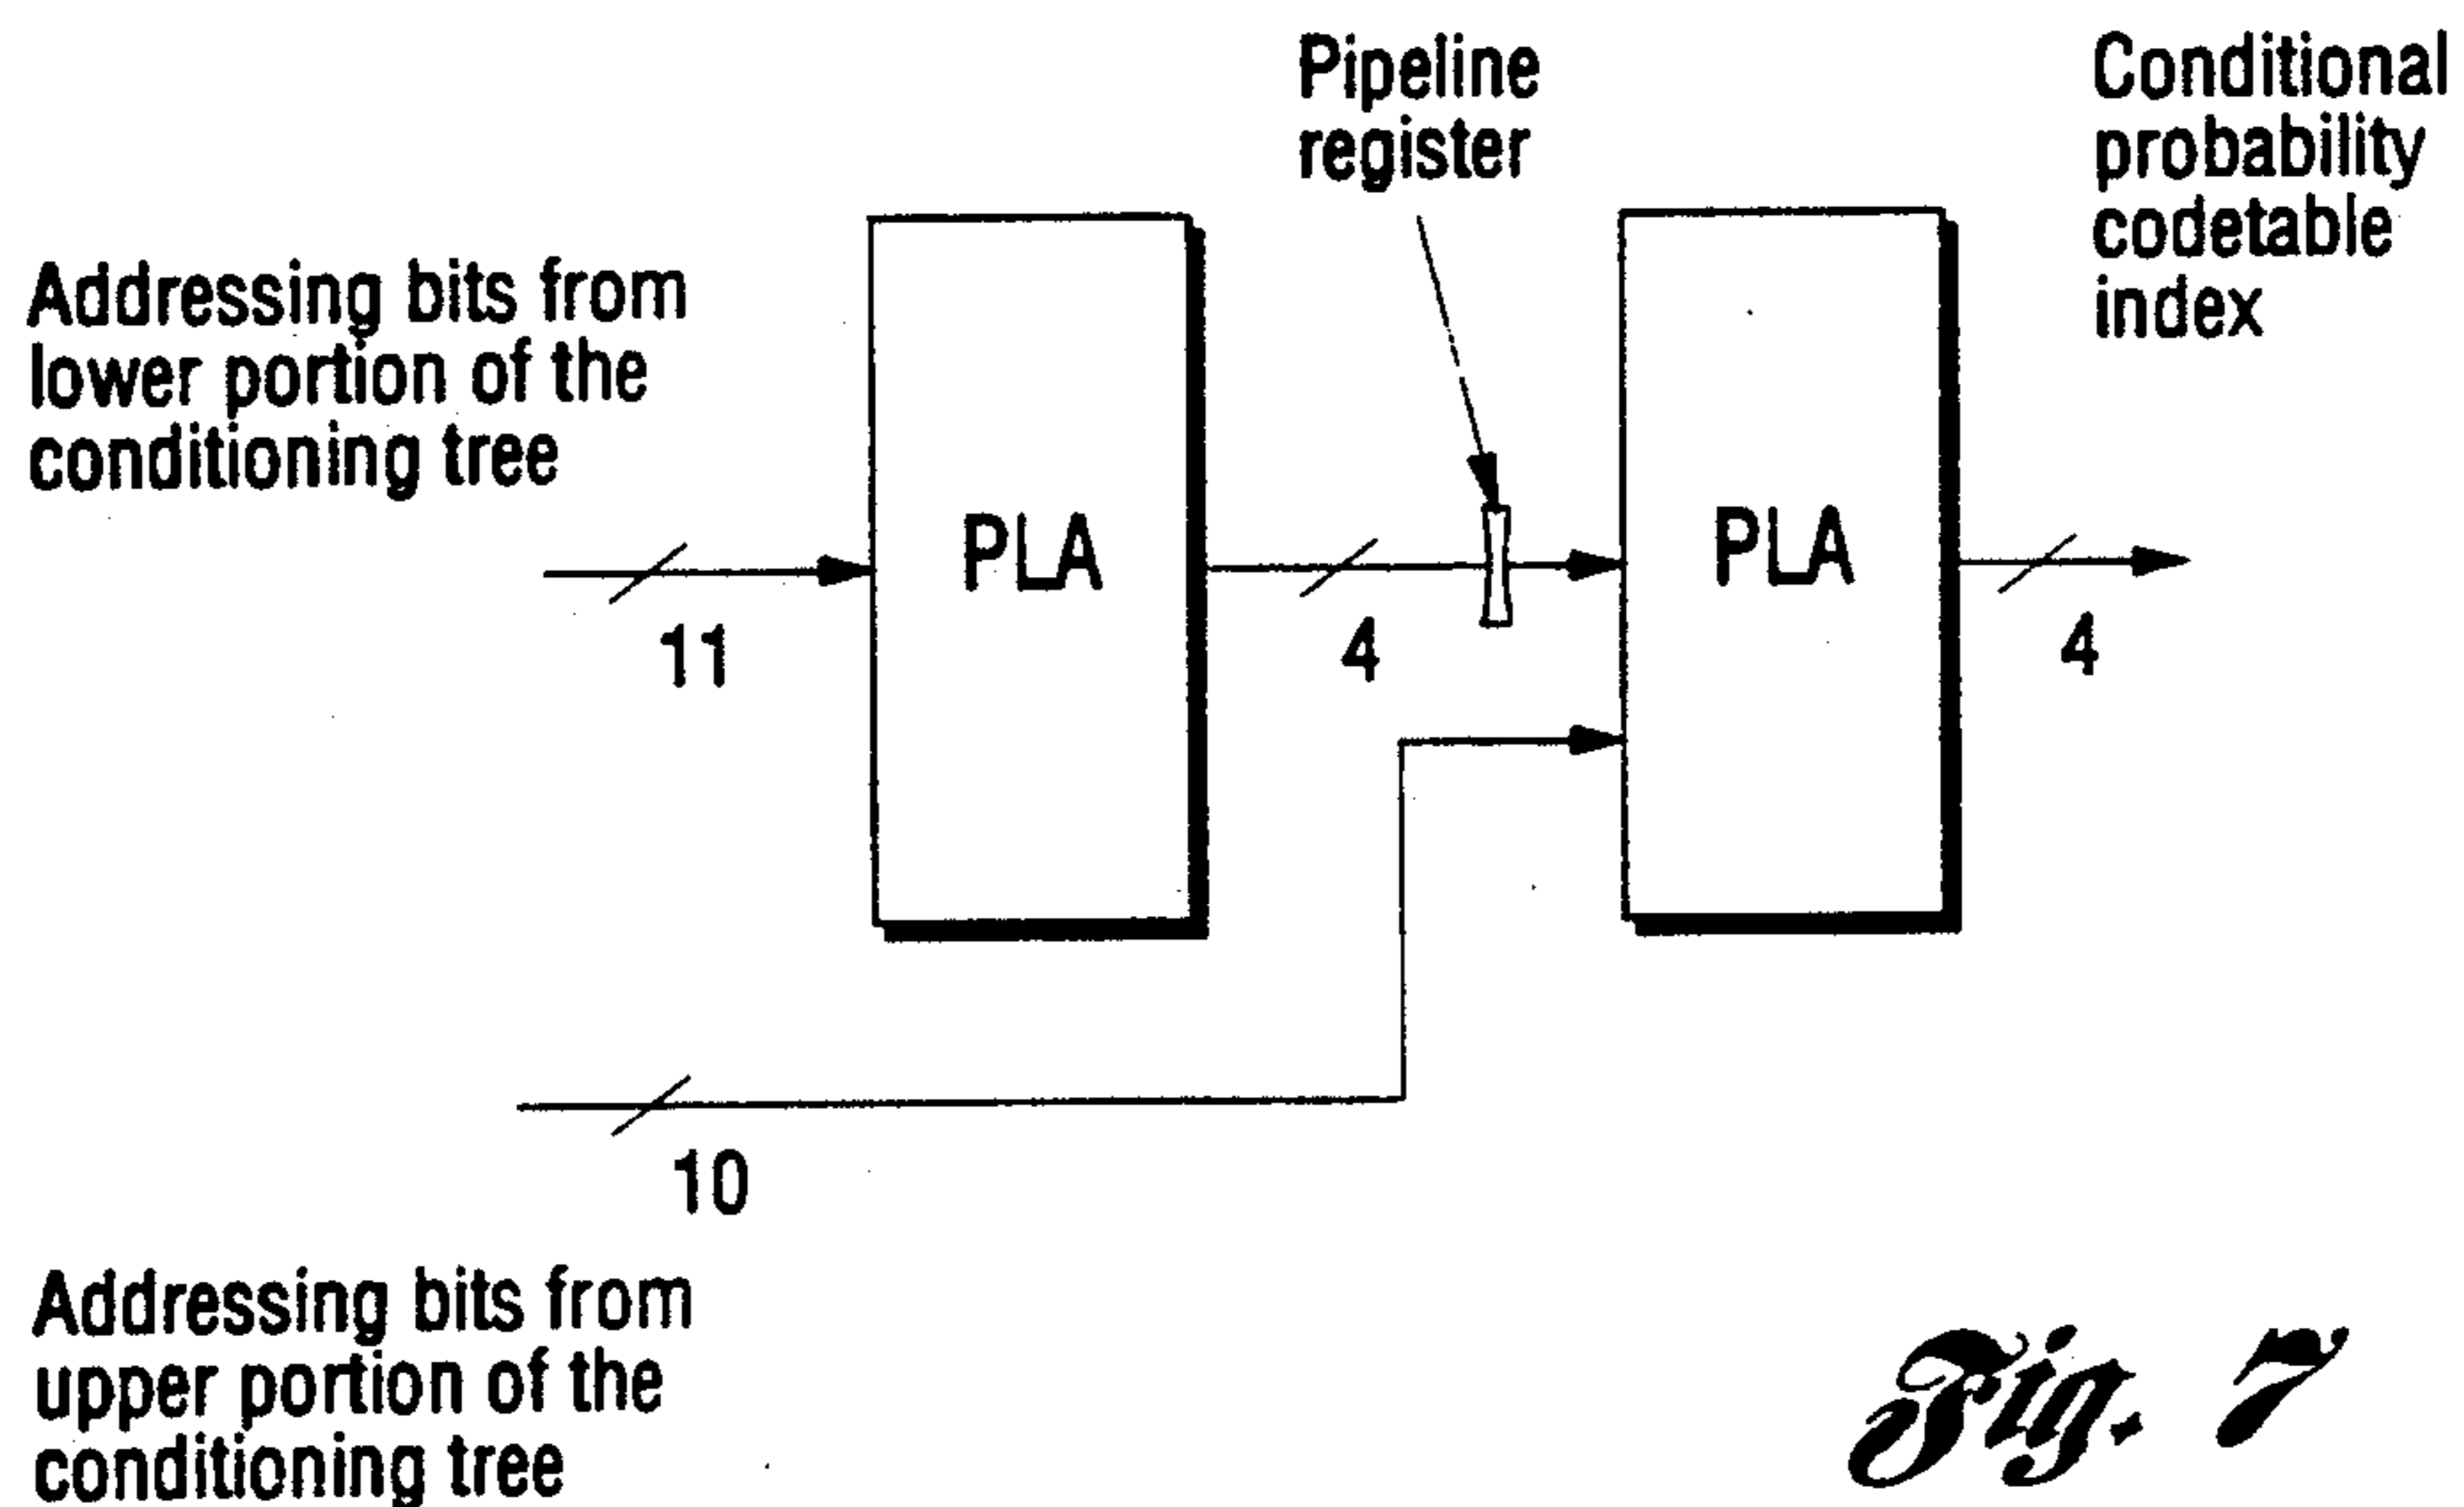 Pipeline
register
Conditional
probability
codetable
index
Addressing bits from
lower portion of the
conditioning tree
PLA
PLA
11
4
4
10
Addressing bits from
upper portion of the
conditioning tree
Fig. 7